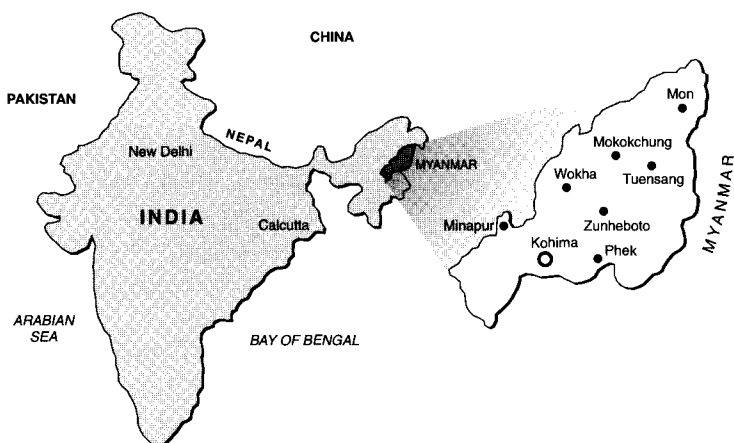 CHINA
PAKISTAN
NEPAL
New Delhi
MYANMAR
INDIA
Calcutta
ARABIAN
SEA
BAY OF BENGAL
Mon
Mokokchung
Tuensang
Wokha
Zunheboto
Minapur
Kohima
Phek
MYANMAR